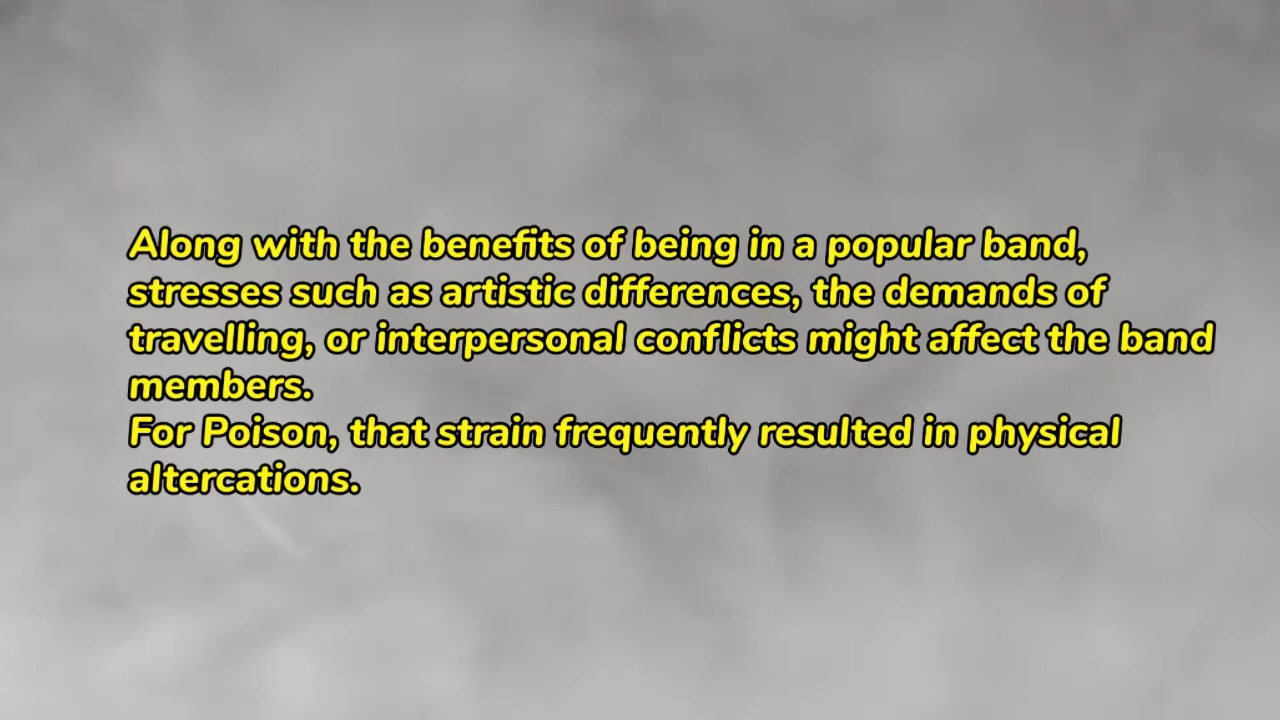 Along with the benefits of being in a popular band,
stresses such as artistic differences, the demands of
travelling, or interpersonal conflicts might affect the band
members.
For Poison, that strain frequently resulted in physical
altercations.